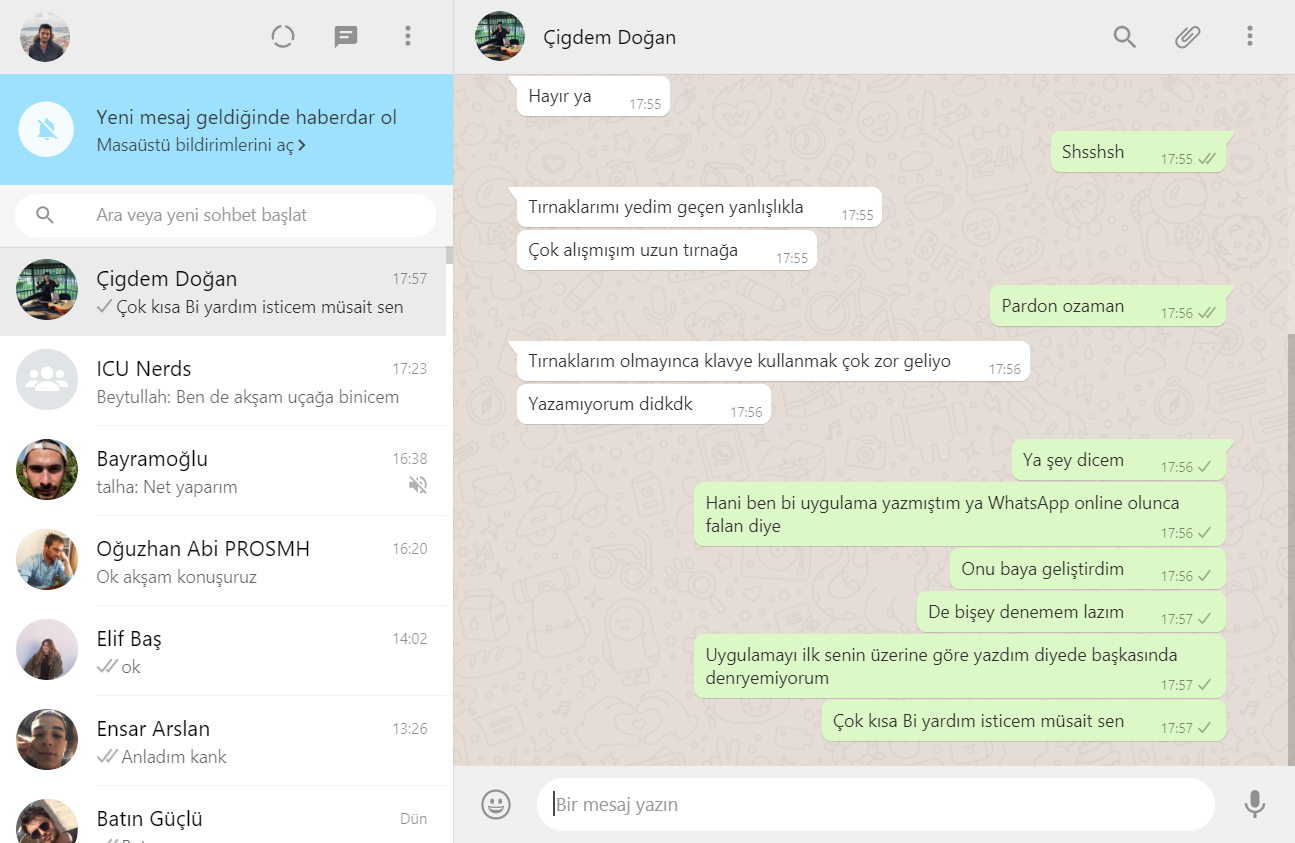 Yeni mesaj geldiğinde haberdar ol
Masaüstü bildirimlerini aç
Ara veya yeni sohbet başlat
Çigdem Doğan 17:57
Çok kısa Bi yardım isticem müsait sen
ICU Nerds 17:23
Beytullah: Ben de akşam uçağa binicem
Bayramoğlu 16:38
talha: Net yaparım
Oğuzhan Abi PROSMH 16:20
Ok akşam konuşuruz
Elif Baş 14:02
ok
Ensar Arslan 13:26
Anladım kank
Batın Güçlü Dün
Çigdem Doğan
Hayır ya 17:55
Shsshsh 17:55
Tırnaklarımı yedim geçen yanlışlıkla 17:55
Çok alışmışım uzun tırnağa 17:55
Pardon ozaman 17:56
Tırnaklarım olmayınca klavye kullanmak çok zor geliyo 17:56
Yazamıyorum didkdk 17:56
Ya şey dicem 17:56
Hani ben bi uygulama yazmıştım ya WhatsApp online olunca
falan diye 17:56
Onu baya geliştirdim 17:56
De bişey denemem lazım 17:57
Uygulamayı ilk senin üzerine göre yazdım diyede başkasında
denryemiyorum 17:57
Çok kısa Bi yardım isticem müsait sen 17:57
Bir mesaj yazın